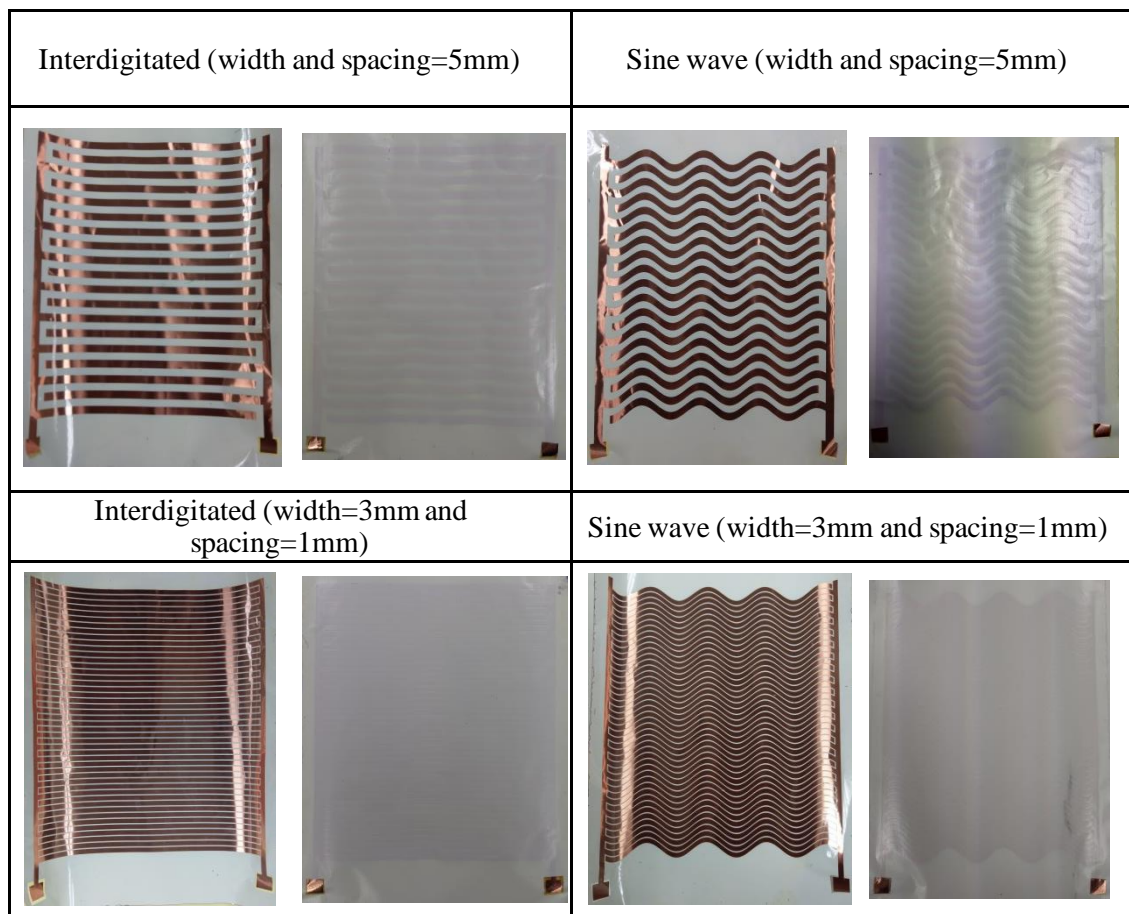 Interdigitated (width and spacing=5mm)
Sine wave (width and spacing=5mm)
Interdigitated (width=3mm and
spacing=1mm)
Sine wave (width=3mm and spacing=1mm)